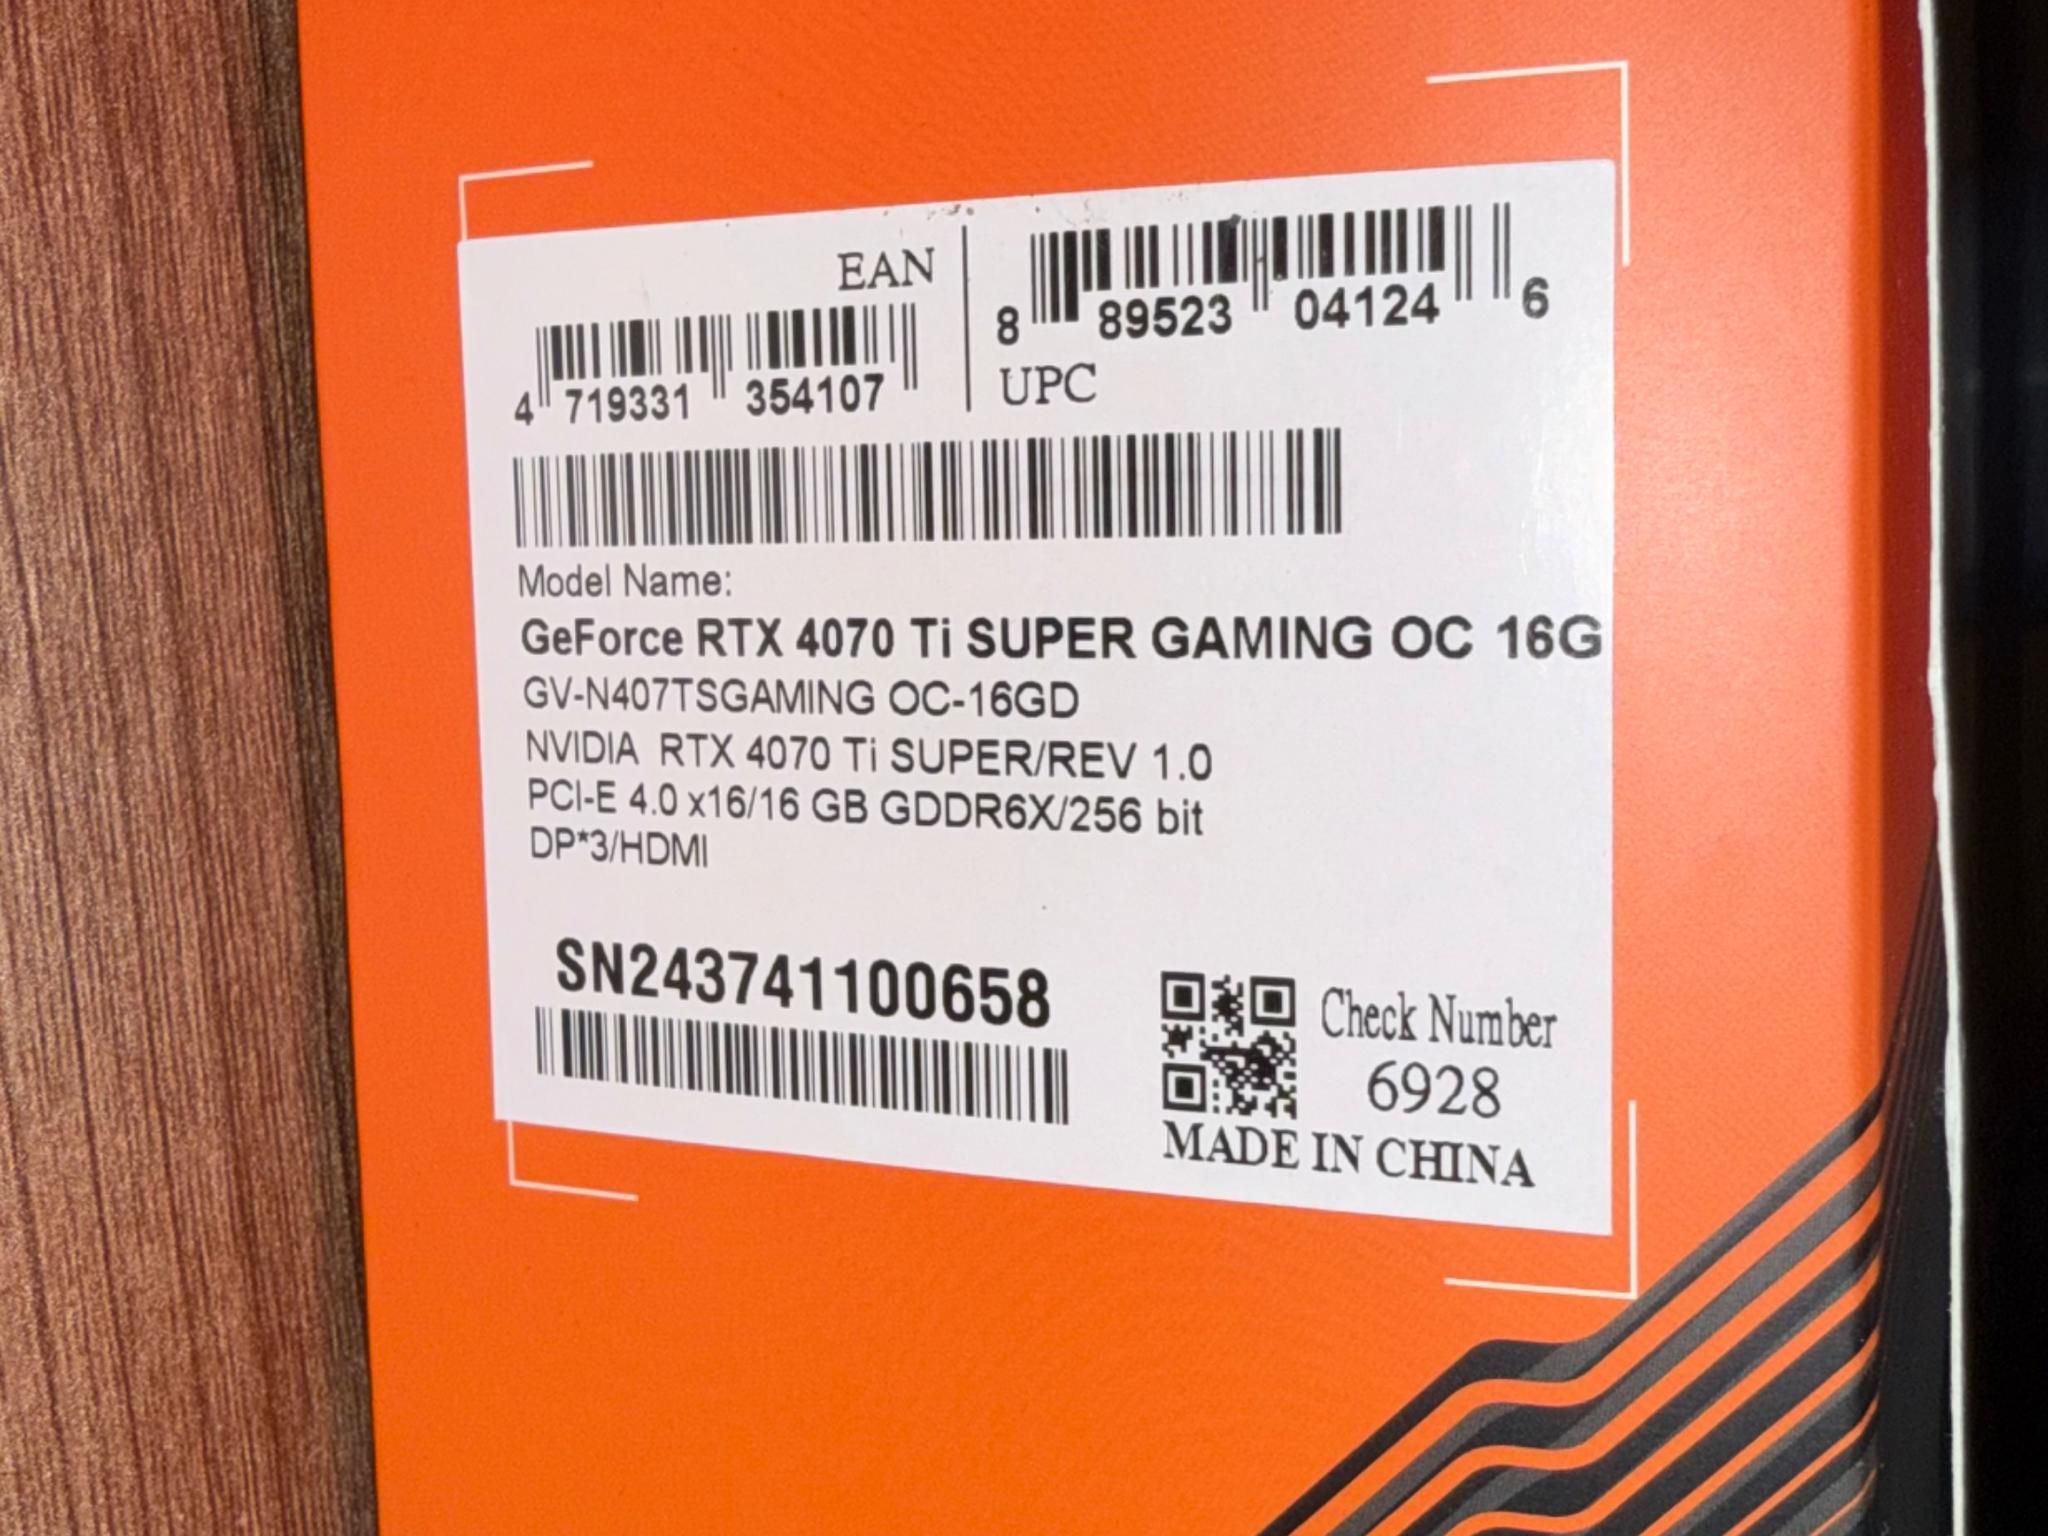 EAN
4 719331 354107
8 89523 04124 6
UPC
Model Name:
GeForce RTX 4070 Ti SUPER GAMING OC 16G
GV-N407TSGAMING OC-16GD
NVIDIA RTX 4070 Ti SUPER/REV 1.0
PCI-E 4.0 x16/16 GB GDDR6X/256 bit
DP*3/HDMI
SN243741100658
Check Number
6928
MADE IN CHINA